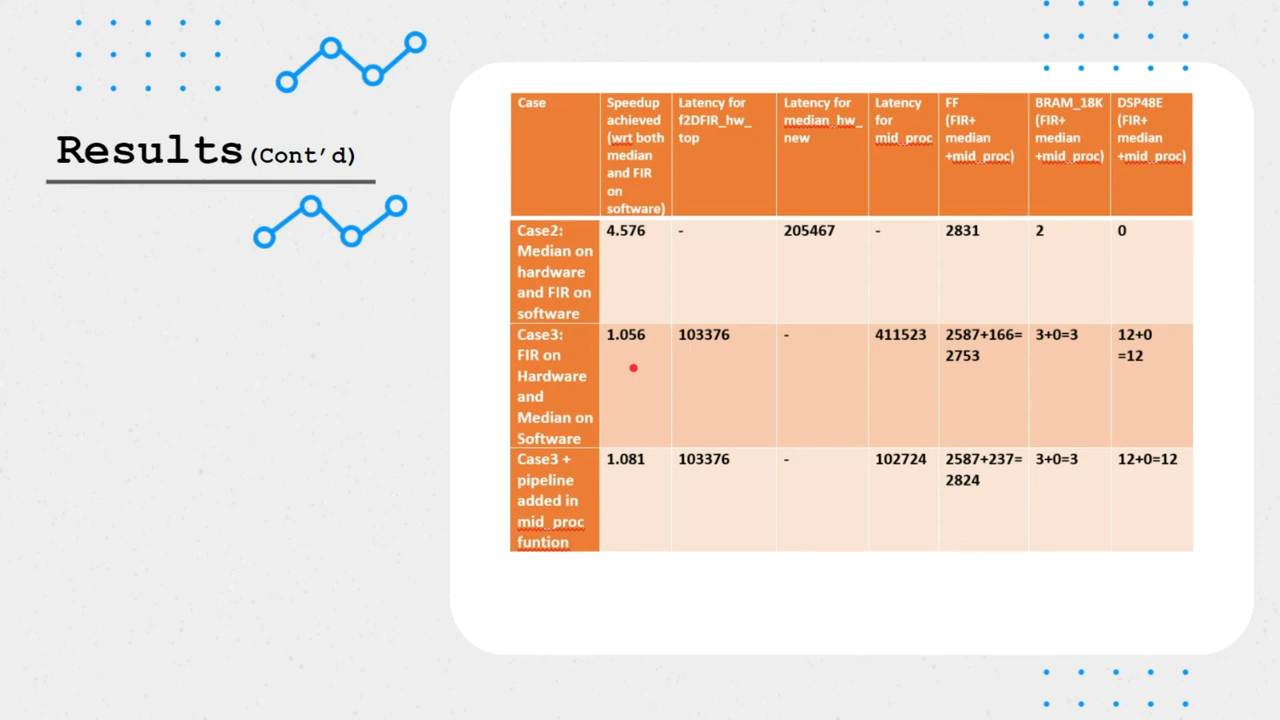 Results (Cont’d)
Case
Speedup
achieved
(wrt both
median
and FIR
on
software)
Latency for
f2DFIR_hw_
top
Latency for
median_hw_
new
Latency
for
mid_proc
FF
(FIR+
median
+mid_proc)
BRAM_18K
(FIR+
median
+mid_proc)
DSP48E
(FIR+
median
+mid_proc)
Case2:
Median on
hardware
and FIR on
software
4.576
-
205467
-
2831
2
0
Case3:
FIR on
Hardware
and
Median on
Software
1.056
103376
-
411523
2587+166=
2753
3+0=3
12+0
=12
Case3 +
pipeline
added in
mid_proc
funtion
1.081
103376
-
102724
2587+237=
2824
3+0=3
12+0=12